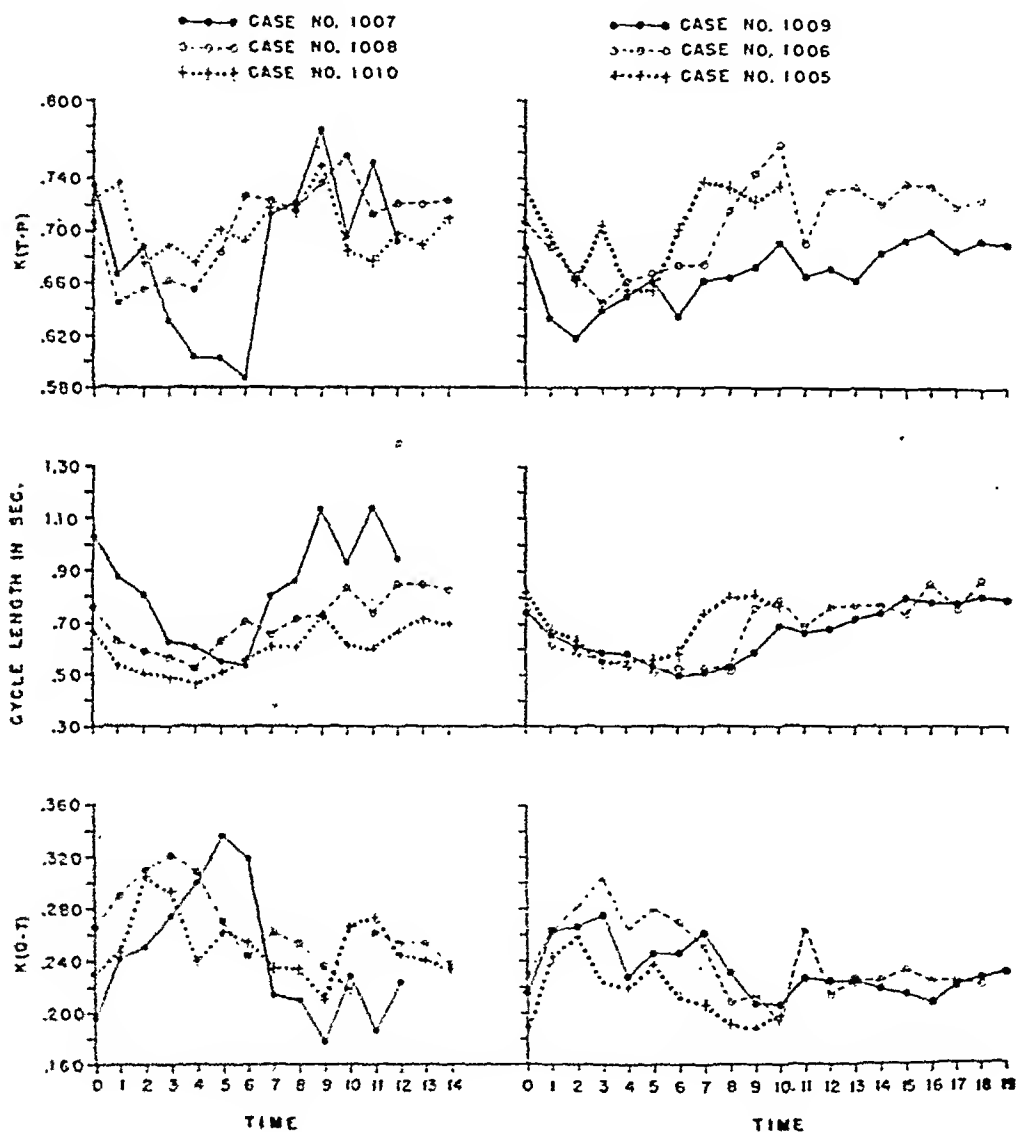 CASE NO. 1007
CASE NO. 1008
CASE NO. 1010
CASE NO. 1009
CASE NO. 1006
CASE NO. 1005
K(T-P)
.800
.740
.700
.660
.620
.580
CYCLE LENGTH IN SEC.
1.30
1.10
.90
.70
.50
.30
K(Q-T)
.360
.320
.280
.240
.200
.160
0 1 2 3 4 5 6 7 8 9 10 11 12 13 14
TIME
0 1 2 3 4 5 6 7 8 9 10 11 12 13 14 15 16 17 18 19
TIME